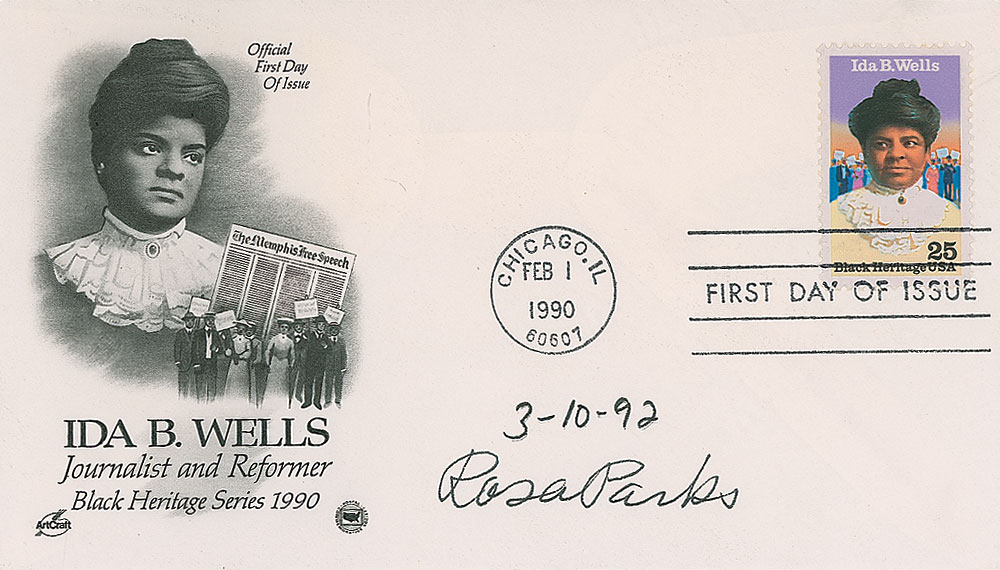 Official
First Day
Of Issue
The Memphis Free Speech
IDA B. WELLS
Journalist and Reformer
Black Heritage Series 1990
ArtCraft
CHICAGO, IL
FEB 1
1990
60607
Ida B. Wells
25
Black Heritage USA
FIRST DAY OF ISSUE
3-10-92
Rosa Parks